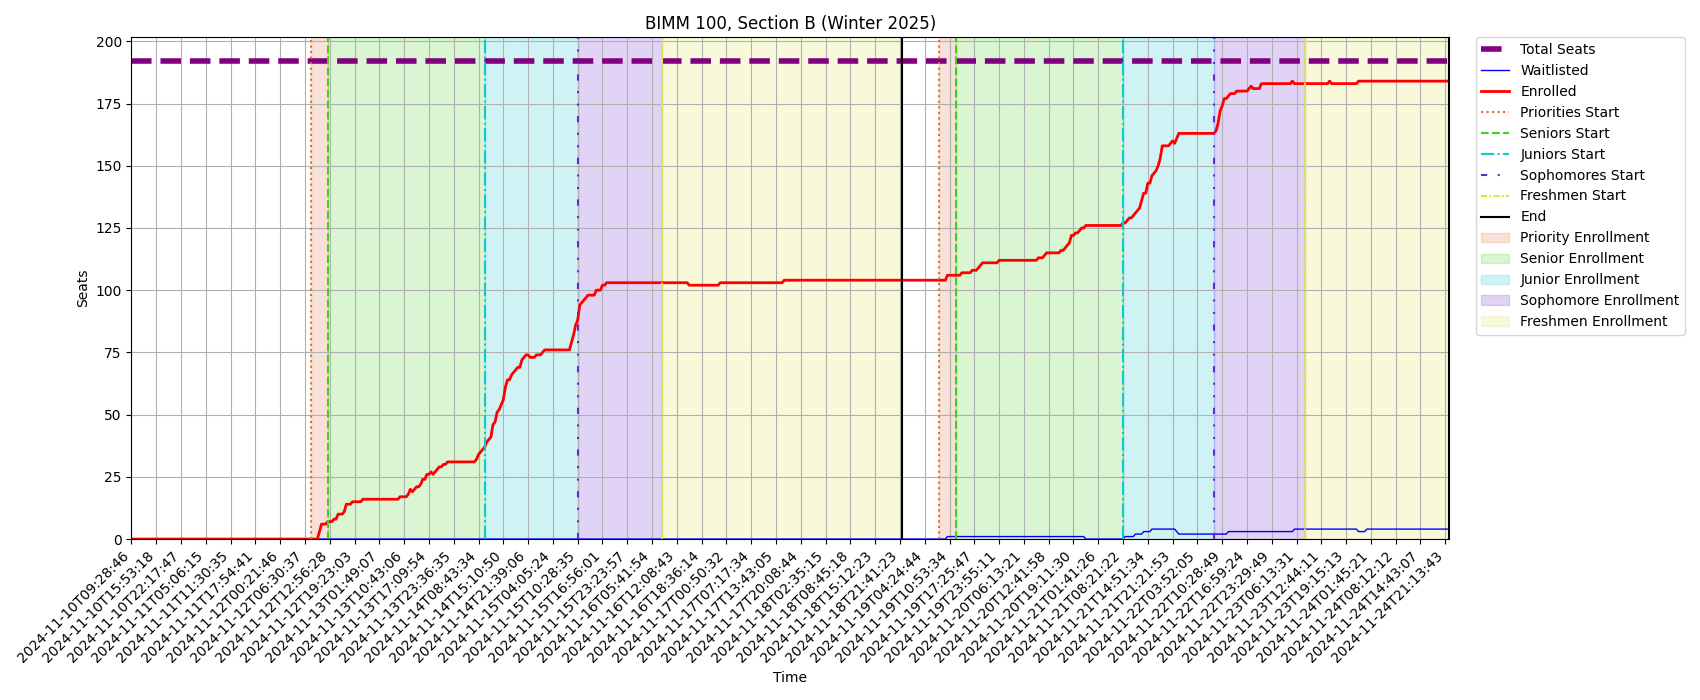 BIMM 100, Section B (Winter 2025)
Seats
200
175
150
125
100
75
50
25
0
2024-11-10T09:28:46
2024-11-10T15:53:18
2024-11-10T22:17:47
2024-11-11T05:06:15
2024-11-11T11:30:35
2024-11-11T17:54:41
2024-11-12T00:21:46
2024-11-12T06:30:37
2024-11-12T12:56:28
2024-11-12T19:23:03
2024-11-13T01:49:07
2024-11-13T10:43:06
2024-11-13T17:09:54
2024-11-13T23:36:35
2024-11-14T08:43:34
2024-11-14T15:10:50
2024-11-14T21:39:06
2024-11-15T04:05:24
2024-11-15T10:28:35
2024-11-15T16:56:01
2024-11-15T23:23:57
2024-11-16T05:41:54
2024-11-16T12:08:43
2024-11-16T18:36:14
2024-11-17T00:50:32
2024-11-17T07:17:34
2024-11-17T13:43:05
2024-11-17T20:08:44
2024-11-18T02:35:15
2024-11-18T08:45:18
2024-11-18T15:12:23
2024-11-18T21:41:23
2024-11-19T04:24:44
2024-11-19T10:53:34
2024-11-19T17:25:47
2024-11-19T23:55:11
2024-11-20T06:13:21
2024-11-20T12:41:58
2024-11-20T19:11:30
2024-11-21T01:41:26
2024-11-21T08:21:22
2024-11-21T14:51:34
2024-11-21T21:21:53
2024-11-22T03:52:05
2024-11-22T10:28:49
2024-11-22T16:59:24
2024-11-22T23:29:49
2024-11-23T06:13:31
2024-11-23T12:44:11
2024-11-23T19:15:13
2024-11-24T01:45:21
2024-11-24T08:12:12
2024-11-24T14:43:07
2024-11-24T21:13:43
Time
Total Seats
Waitlisted
Enrolled
Priorities Start
Seniors Start
Juniors Start
Sophomores Start
Freshmen Start
End
Priority Enrollment
Senior Enrollment
Junior Enrollment
Sophomore Enrollment
Freshmen Enrollment